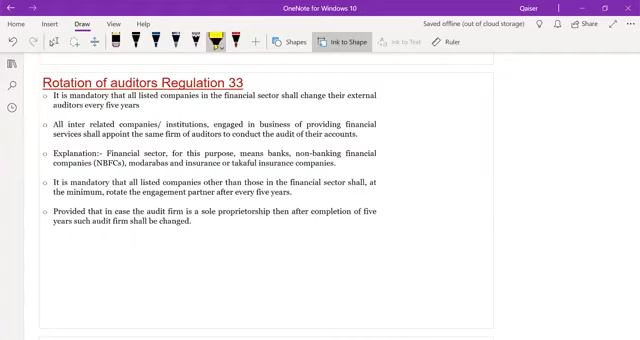 OneNote for Windows 10
Qaiser
Home Insert Draw View Help
Saved offline (out of cloud storage)
Share
Shapes Ink to Shape Ink to Text Ruler
Rotation of auditors Regulation 33
o It is mandatory that all listed companies in the financial sector shall change their external
auditors every five years
o All inter related companies/ institutions, engaged in business of providing financial
services shall appoint the same firm of auditors to conduct the audit of their accounts.
o Explanation:- Financial sector, for this purpose, means banks, non-banking financial
companies (NBFCs), modarabas and insurance or takaful insurance companies.
o It is mandatory that all listed companies other than those in the financial sector shall, at
the minimum, rotate the engagement partner after every five years.
o Provided that in case the audit firm is a sole proprietorship then after completion of five
years such audit firm shall be changed.